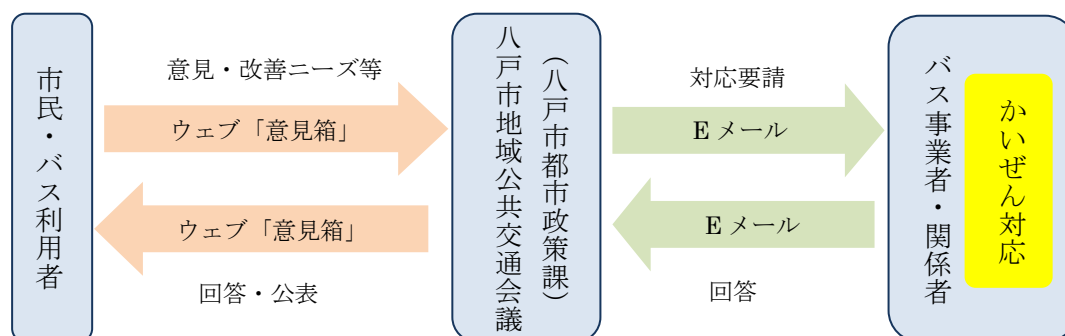 市民・バス利用者
意見・改善ニーズ等
ウェブ「意見箱」
ウェブ「意見箱」
回答・公表
八戸市地域公共交通会議
（八戸市都市政策課）
対応要請
Eメール
Eメール
回答
バス事業者・関係者
かいぜん対応